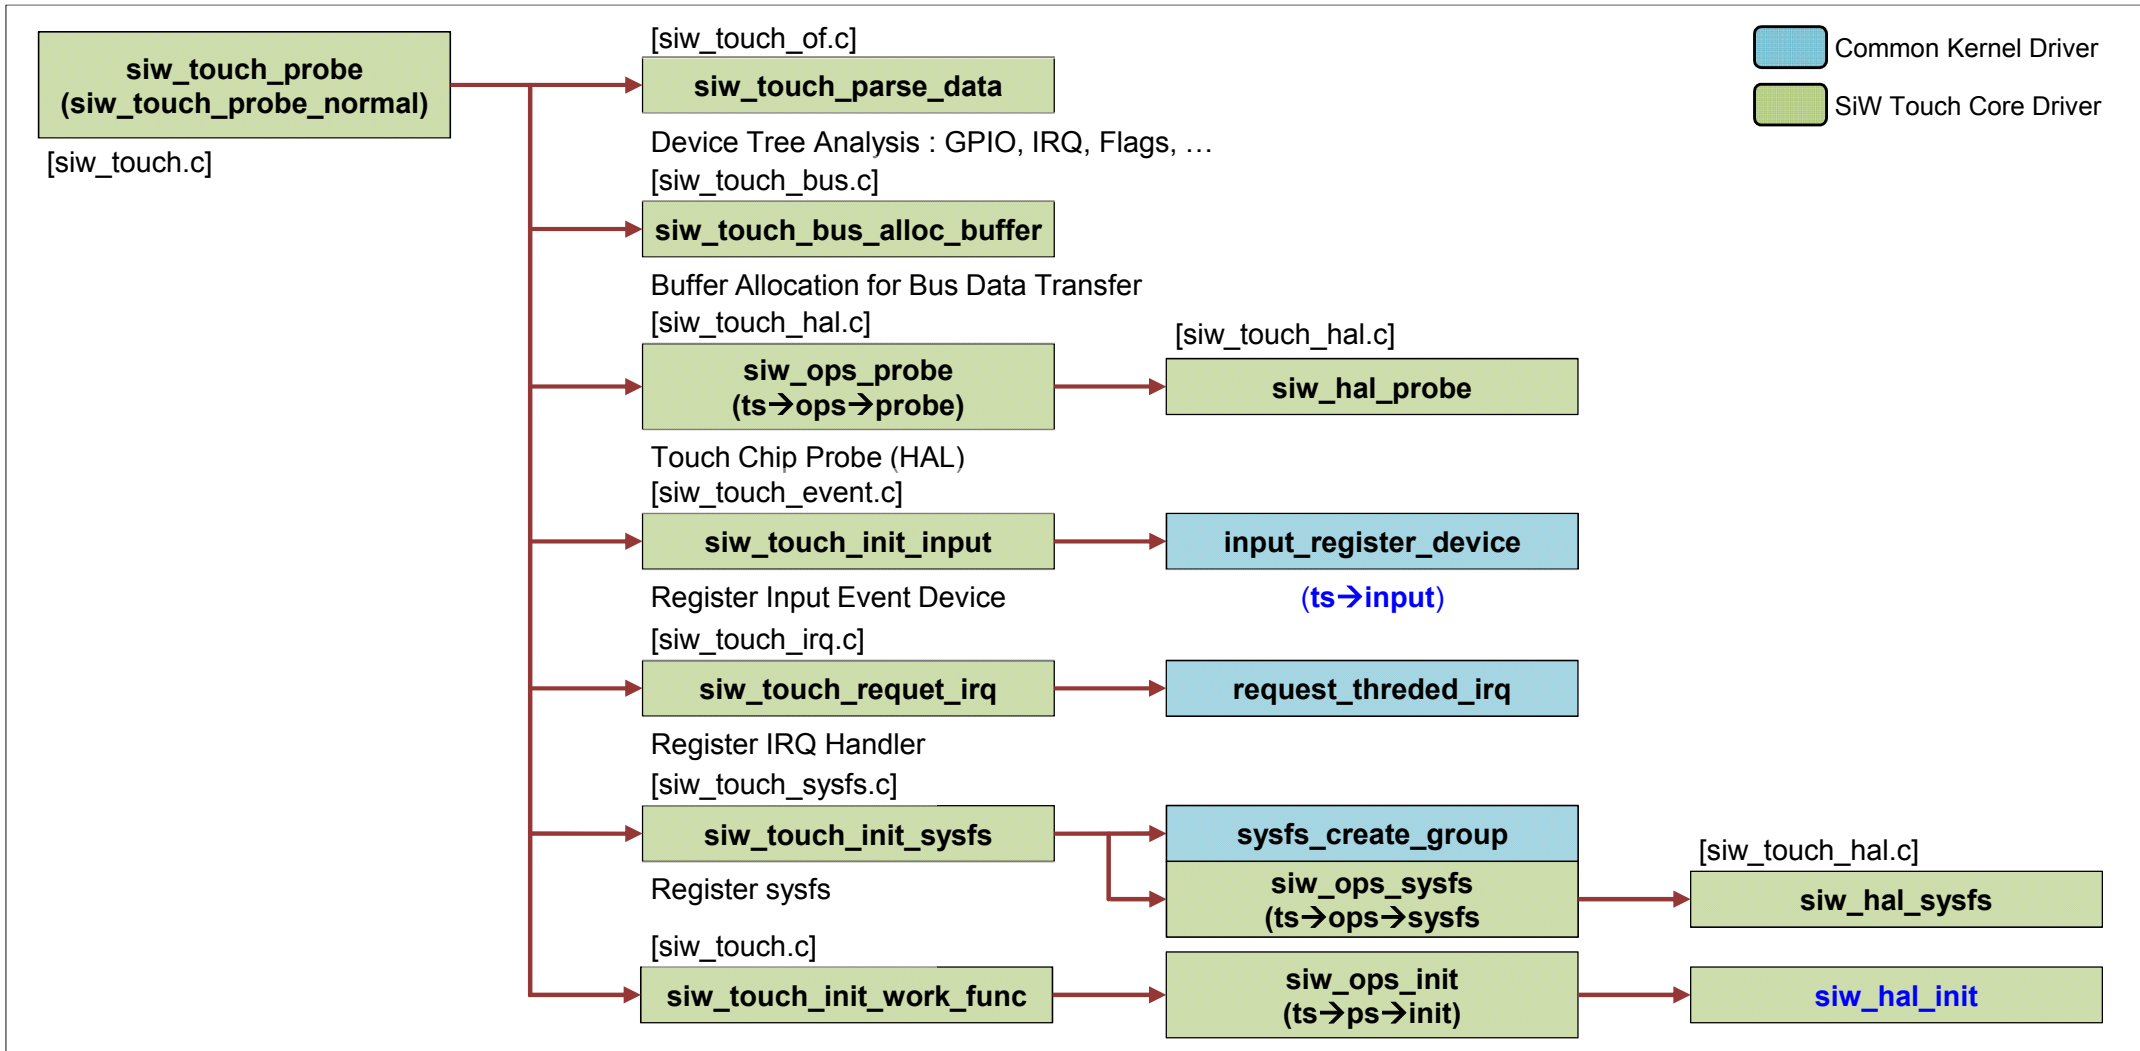 siw_touch_probe
(siw_touch_probe_normal)
[siw_touch.c]
[siw_touch_of.c]
siw_touch_parse_data
Device Tree Analysis : GPIO, IRQ, Flags, …
Common Kernel Driver
SiW Touch Core Driver
[siw_touch_bus.c]
siw_touch_bus_alloc_buffer
Buffer Allocation for Bus Data Transfer
[siw_touch_hal.c]
siw_ops_probe
(ts→ops→probe)
Touch Chip Probe (HAL)
[siw_touch_hal.c]
siw_hal_probe
[siw_touch_event.c]
siw_touch_init_input
Register Input Event Device
input_register_device
(ts→input)
[siw_touch_irq.c]
siw_touch_requet_irq
Register IRQ Handler
request_threded_irq
[siw_touch_sysfs.c]
siw_touch_init_sysfs
Register sysfs
sysfs_create_group
siw_ops_sysfs
(ts→ops→sysfs
[siw_touch_hal.c]
siw_hal_sysfs
[siw_touch.c]
siw_touch_init_work_func
siw_ops_init
(ts→ps→init)
siw_hal_init